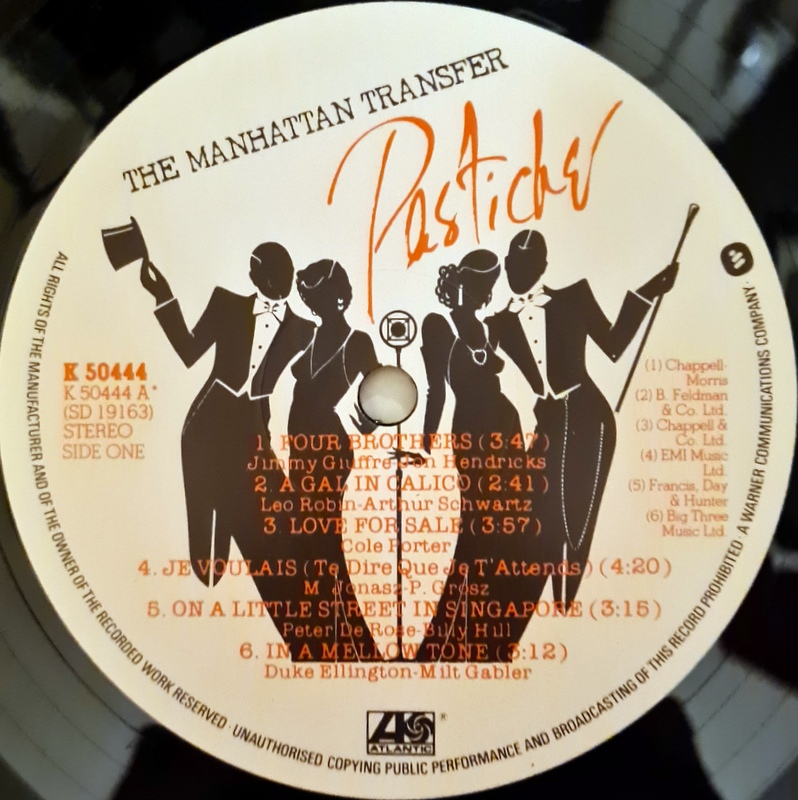 THE MANHATTAN TRANSFER
Pastiche
K 50444
K 50444 A*
(SD 19163)
STEREO
SIDE ONE
(1) Chappell-
Morris
(2) B. Feldman
& Co. Ltd.
(3) Chappell &
Co. Ltd.
(4) EMI Music
Ltd.
(5) Francis, Day
& Hunter
(6) Big Three
Music Ltd.
1. FOUR BROTHERS (3:47)
Jimmy Giuffre-Jon Hendricks
2. A GAL IN CALICO (2:41)
Leo Robin-Arthur Schwartz
3. LOVE FOR SALE (3:57)
Cole Porter
4. JE VOULAIS (Te Dire Que Je T'Attends) (4:20)
M. Jonasz-P. Grosz
5. ON A LITTLE STREET IN SINGAPORE (3:15)
Peter De Rose-Billy Hill
6. IN A MELLOW TONE (3:12)
Duke Ellington-Milt Gabler
ATLANTIC
®
ALL RIGHTS OF THE MANUFACTURER AND OF THE OWNER OF THE RECORDED WORK RESERVED · UNAUTHORISED COPYING PUBLIC PERFORMANCE AND BROADCASTING OF THIS RECORD PROHIBITED · A WARNER COMMUNICATIONS COMPANY ·